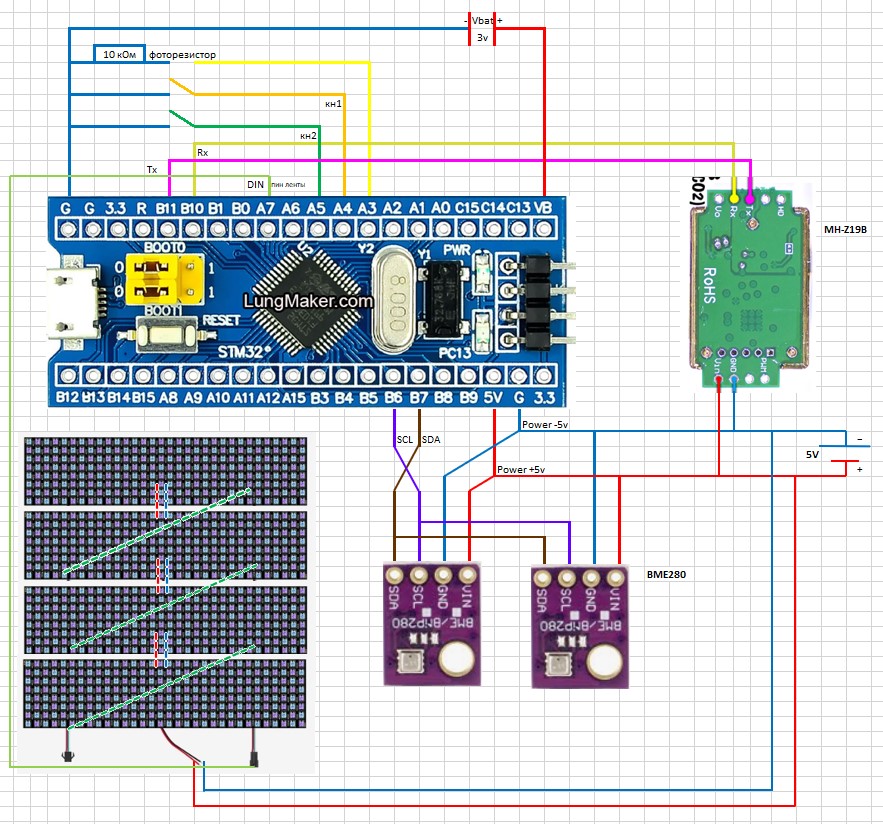 - Vbat +
3v
10 кОм фоторезистор
кн1
кн2
Rx
Tx
DIN пин ленты
G G 3.3 R B11 B10 B1 B0 A7 A6 A5 A4 A3 A2 A1 A0 C15 C14 C13 VB
BOOT0
U2
Y2
Y1
PWR
0 1
0 1
BOOT1
RESET
LungMaker.com
8000
STM32
PC13
B12 B13 B14 B15 A8 A9 A10 A11 A12 A15 B3 B4 B5 B6 B7 B8 B9 5V G 3.3
CO2)
Vo Rx Tx HD
MH-Z19B
RoHS
Vin GND PWM
SCL SDA
Power -5v
Power +5v
5V
–
+
SDA SCL GND VIN
BME/BMP280
SDA SCL GND VIN
BME/BMP280
BME280